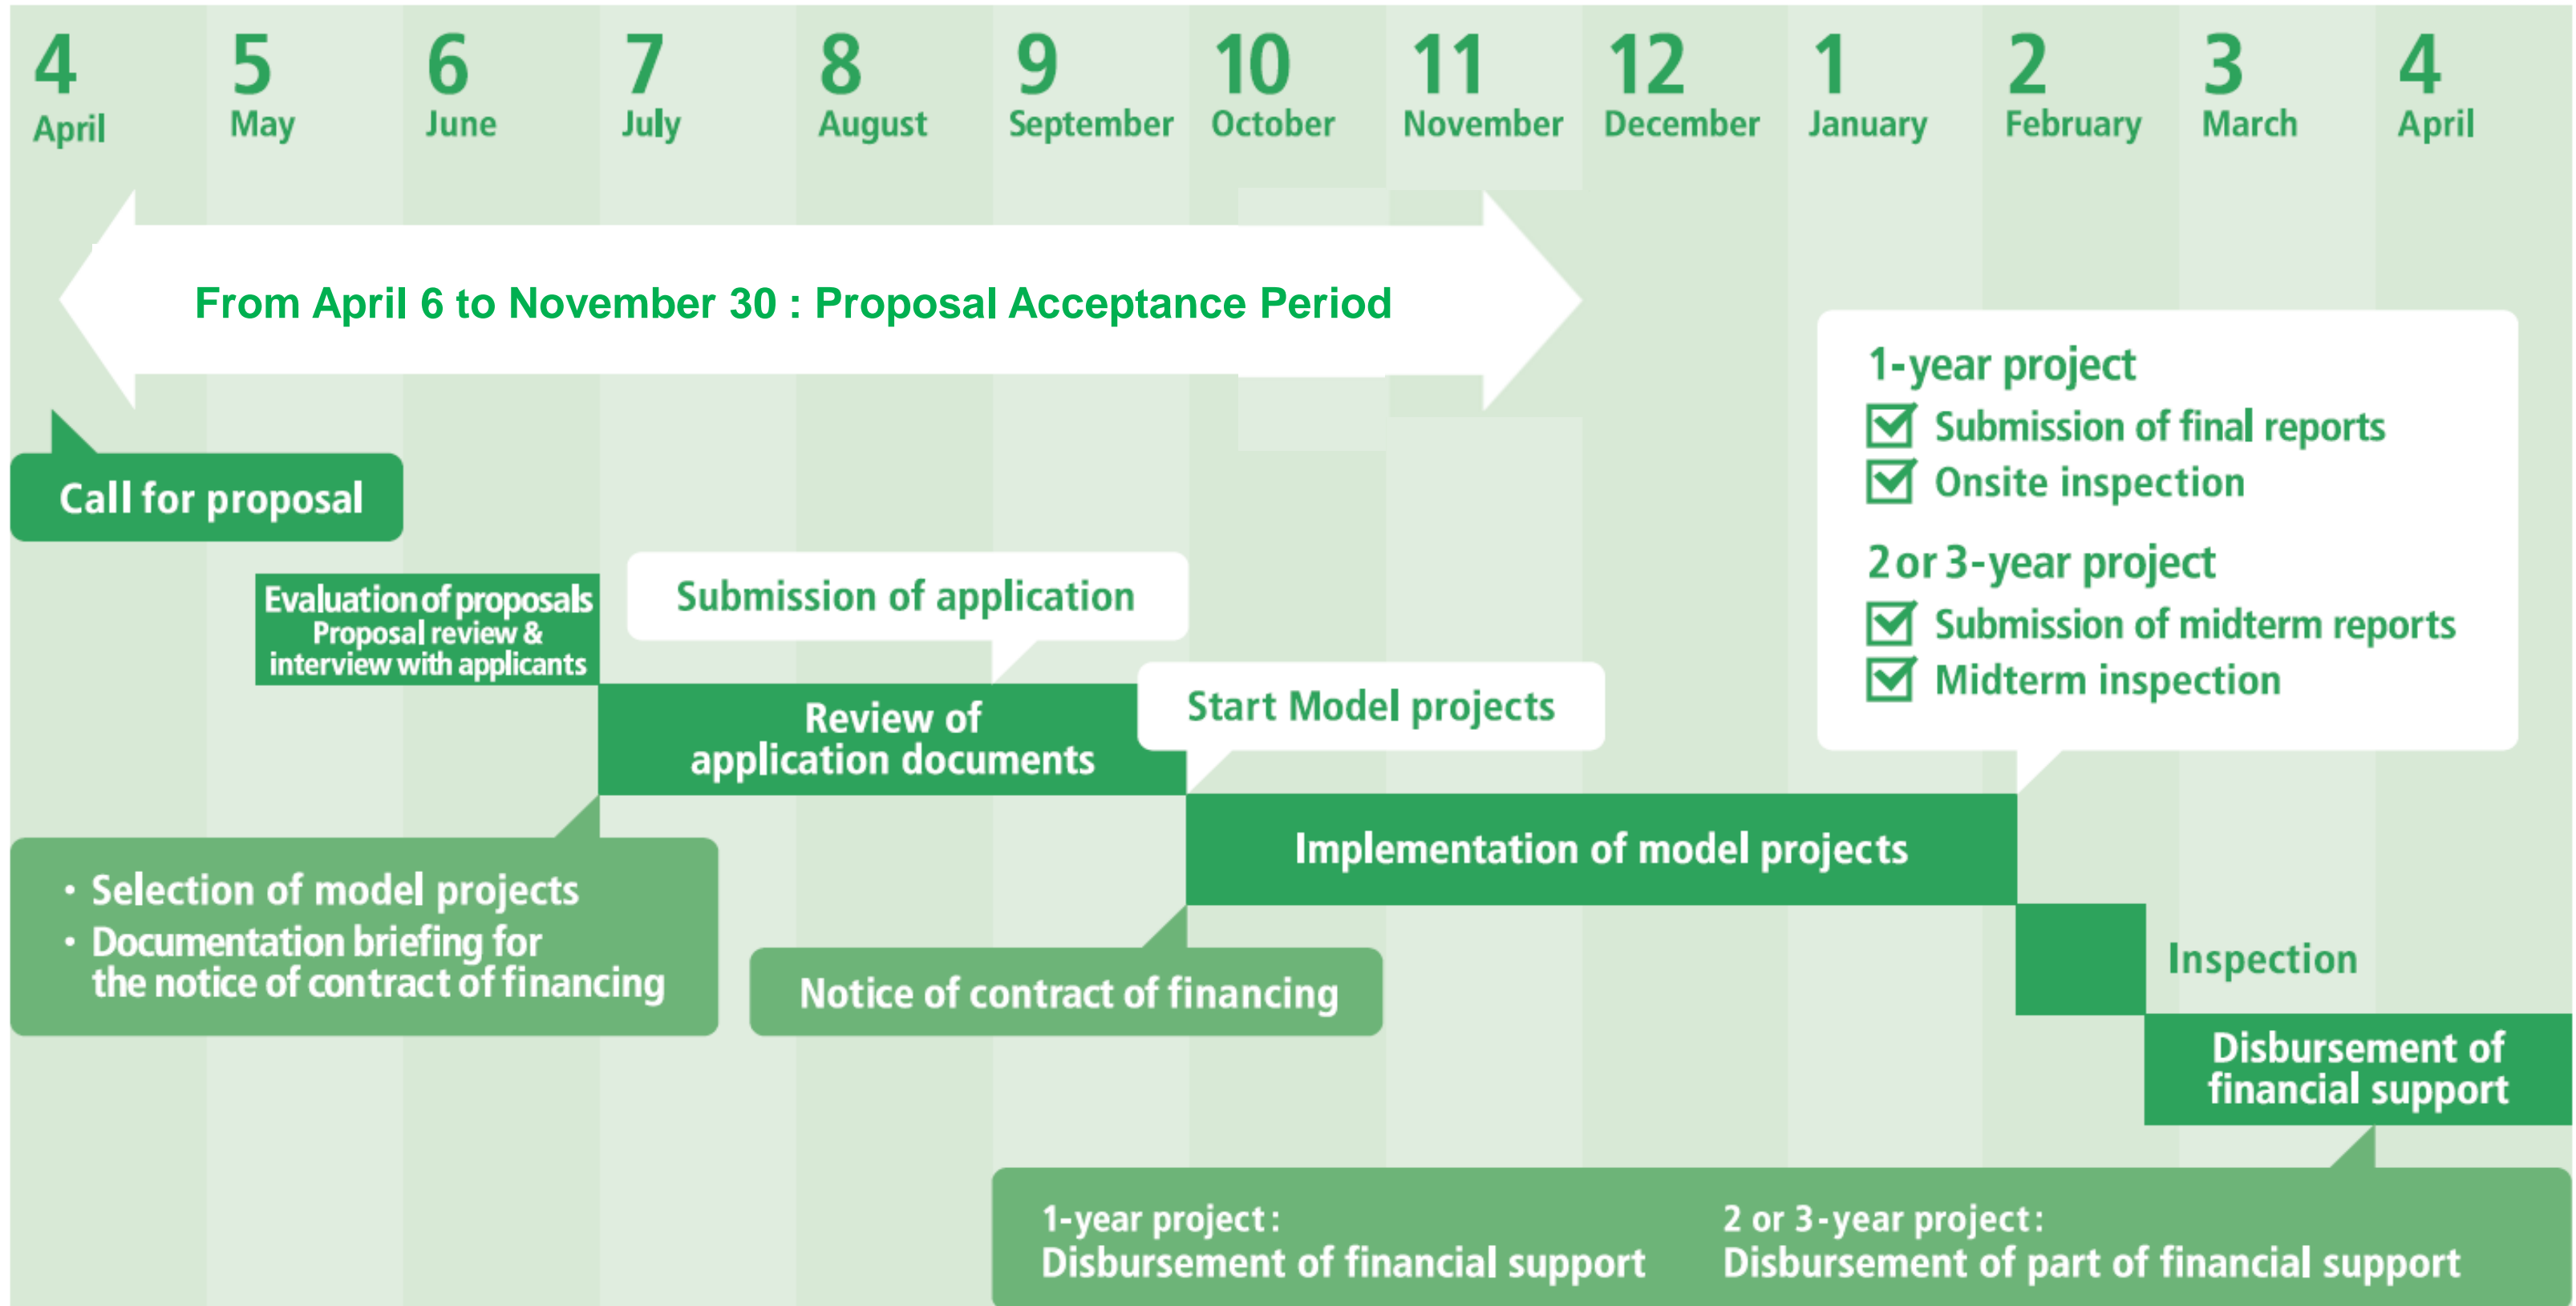 4
April
5
May
6
June
7
July
8
August
9
September
10
October
11
November
12
December
1
January
2
February
3
March
4
April
From April 6 to November 30 : Proposal Acceptance Period
Call for proposal
1-year project
Submission of final reports
Onsite inspection
2 or 3-year project
Submission of midterm reports
Midterm inspection
Evaluation of proposals
Proposal review &
interview with applicants
Submission of application
Review of
application documents
Start Model projects
・Selection of model projects
・Documentation briefing for
the notice of contract of financing
Implementation of model projects
Notice of contract of financing
Inspection
Disbursement of
financial support
1-year project:
Disbursement of financial support
2 or 3-year project:
Disbursement of part of financial support